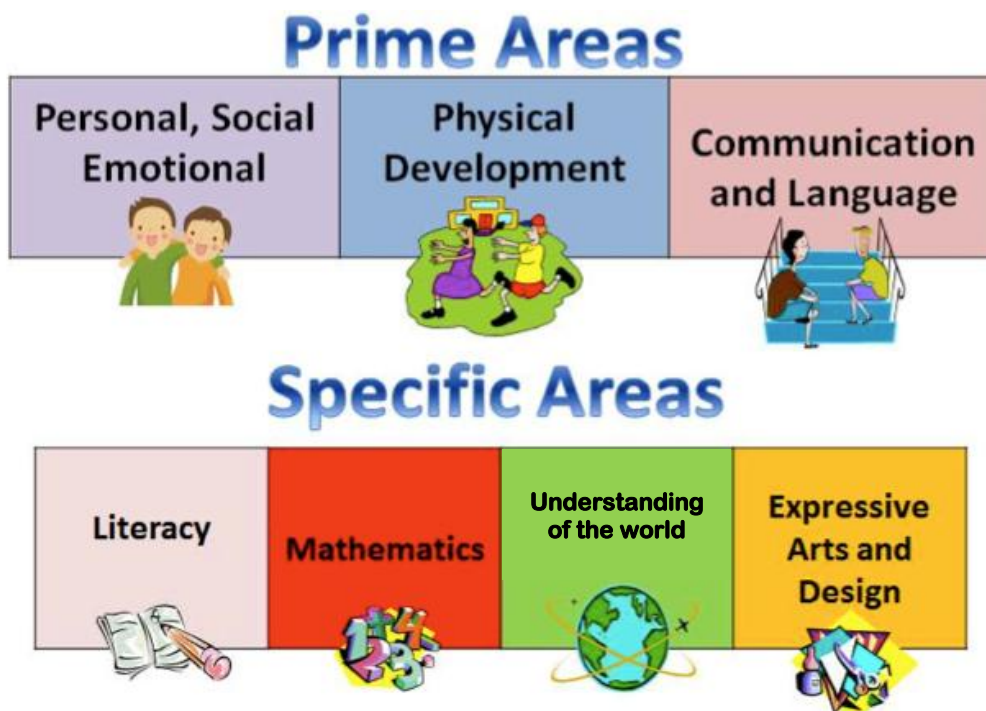 Prime Areas
Personal, Social
Emotional
Physical
Development
Communication
and Language
Specific Areas
Literacy
Mathematics
Understanding
of the world
Expressive
Arts and
Design